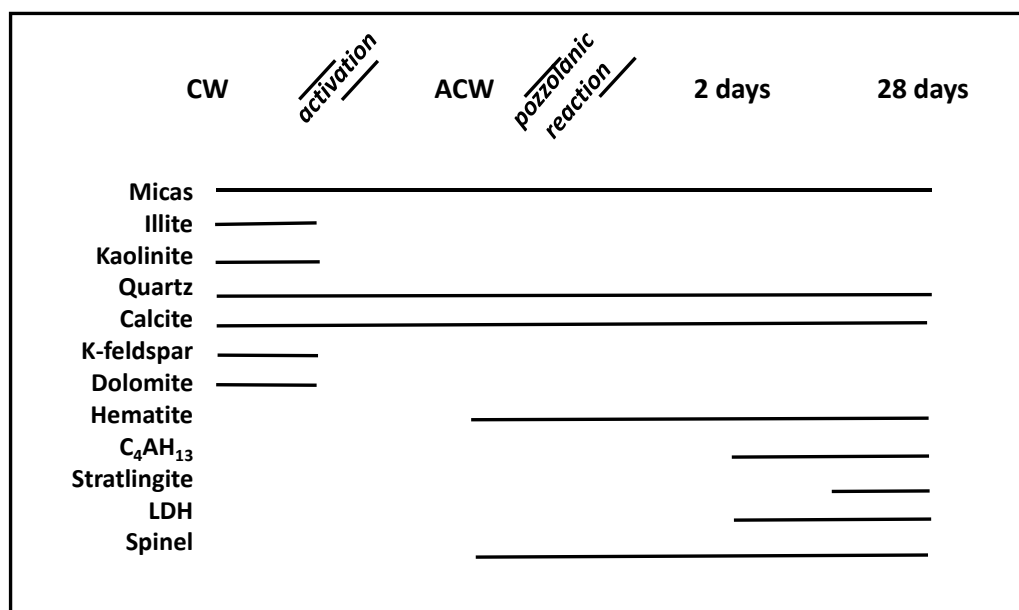 CW activation ACW pozzolanic reaction 2 days 28 days
Micas
Illite
Kaolinite
Quartz
Calcite
K-feldspar
Dolomite
Hematite
C₄AH₁₃
Stratlingite
LDH
Spinel